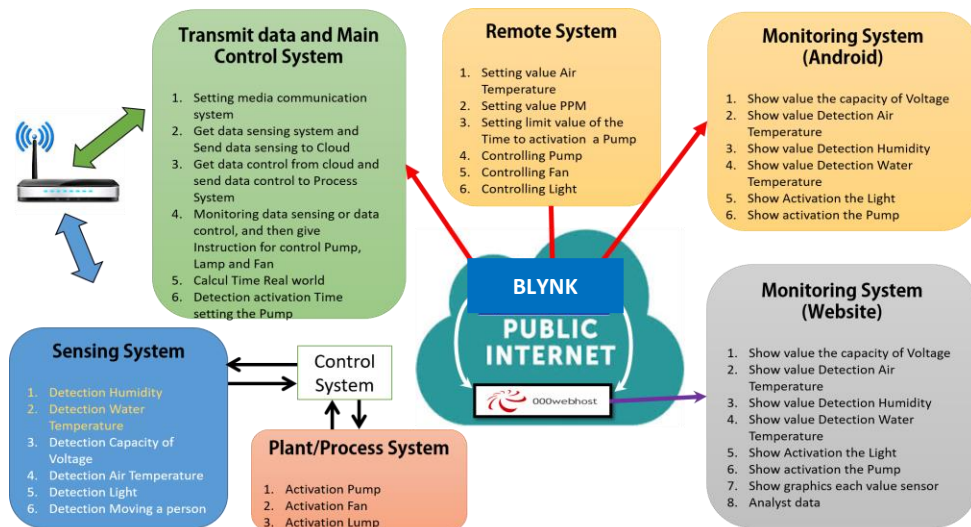 Transmit data and Main
Control System
1. Setting media communication
system
2. Get data sensing system and
Send data sensing to Cloud
3. Get data control from cloud and
send data control to Process
System
4. Monitoring data sensing or data
control, and then give
Instruction for control Pump,
Lamp and Fan
5. Calcul Time Real world
6. Detection activation Time
setting the Pump
Remote System
1. Setting value Air
Temperature
2. Setting value PPM
3. Setting limit value of the
Time to activation a Pump
4. Controlling Pump
5. Controlling Fan
6. Controlling Light
Monitoring System
(Android)
1. Show value the capacity of Voltage
2. Show value Detection Air
Temperature
3. Show value Detection Humidity
4. Show value Detection Water
Temperature
5. Show Activation the Light
6. Show activation the Pump
BLYNK
PUBLIC
INTERNET
000webhost
Monitoring System
(Website)
1. Show value the capacity of Voltage
2. Show value Detection Air
Temperature
3. Show value Detection Humidity
4. Show value Detection Water
Temperature
5. Show Activation the Light
6. Show activation the Pump
7. Show graphics each value sensor
8. Analyst data
Sensing System
1. Detection Humidity
2. Detection Water
Temperature
3. Detection Capacity of
Voltage
4. Detection Air Temperature
5. Detection Light
6. Detection Moving a person
Control
System
Plant/Process System
1. Activation Pump
2. Activation Fan
3. Activation Lump